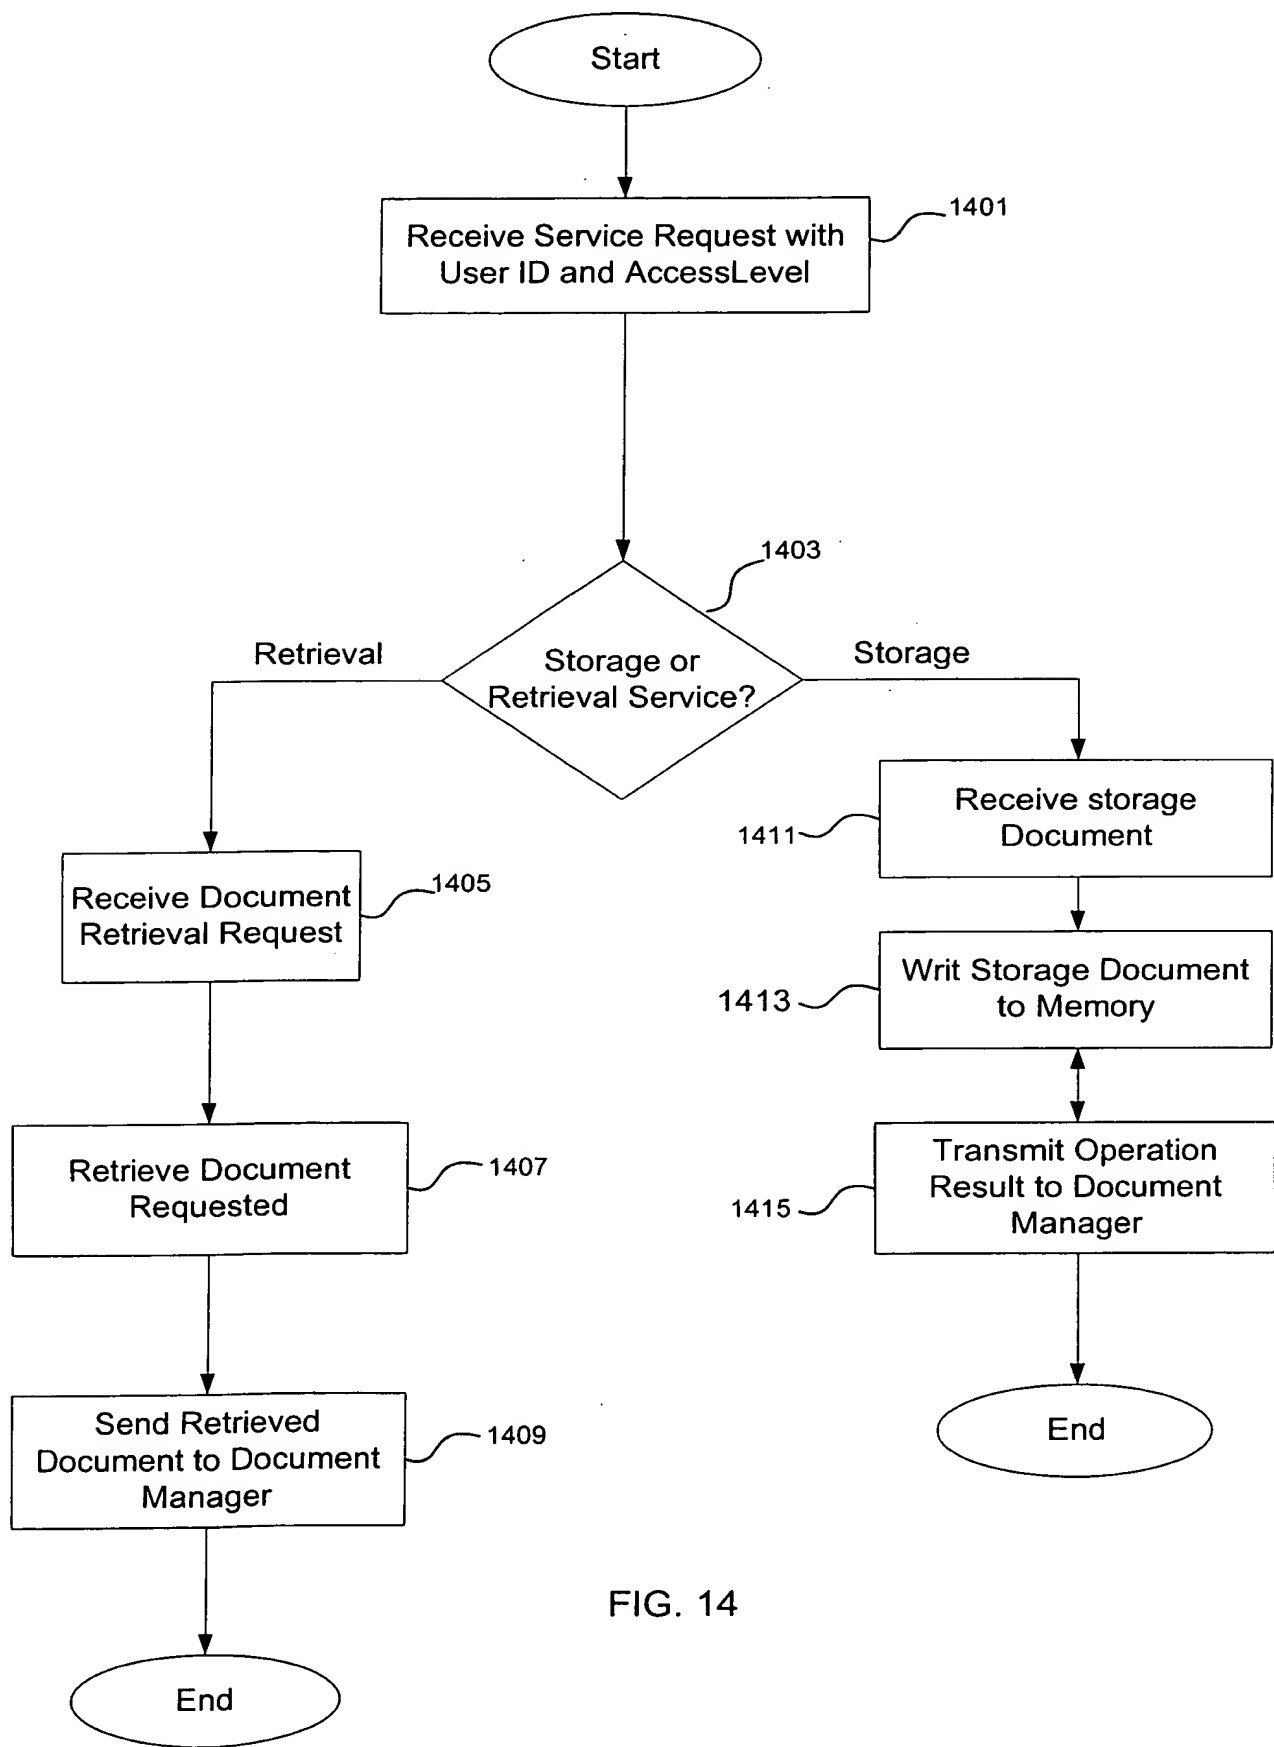 Start
Receive Service Request with
User ID and AccessLevel
1401
1403
Storage or
Retrieval Service?
Retrieval
Storage
Receive Document
Retrieval Request
1405
Retrieve Document
Requested
1407
Send Retrieved
Document to Document
Manager
1409
End
Receive storage
Document
1411
Writ Storage Document
to Memory
1413
Transmit Operation
Result to Document
Manager
1415
End
FIG. 14